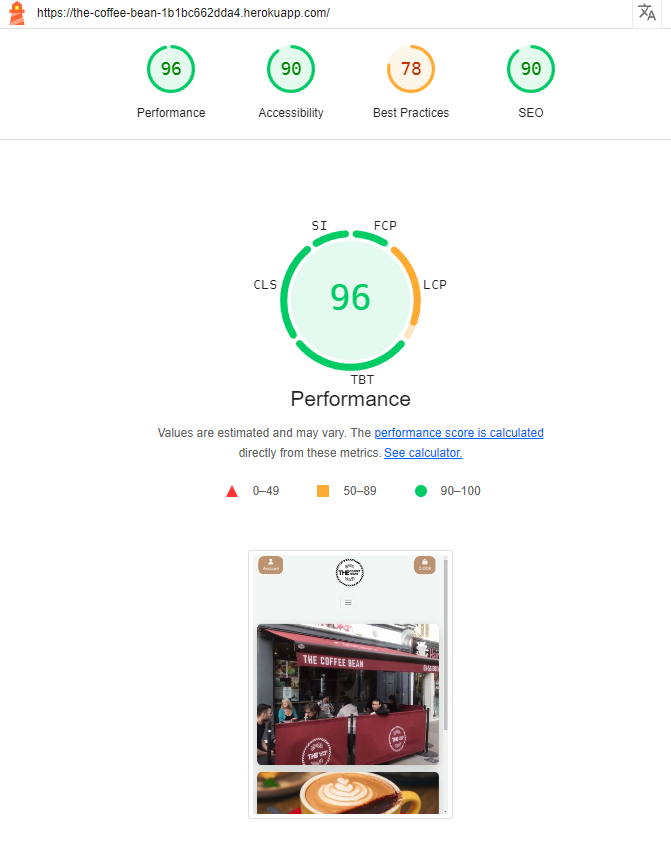 https://the-coffee-bean-1b1bc662dda4.herokuapp.com/
96 90 78 90
Performance Accessibility Best Practices SEO
SI FCP
CLS LCP
96
TBT
Performance
Values are estimated and may vary. The performance score is calculated
directly from these metrics. See calculator.
0–49 50–89 90–100
Account
THE
THE COFFEE BEAN